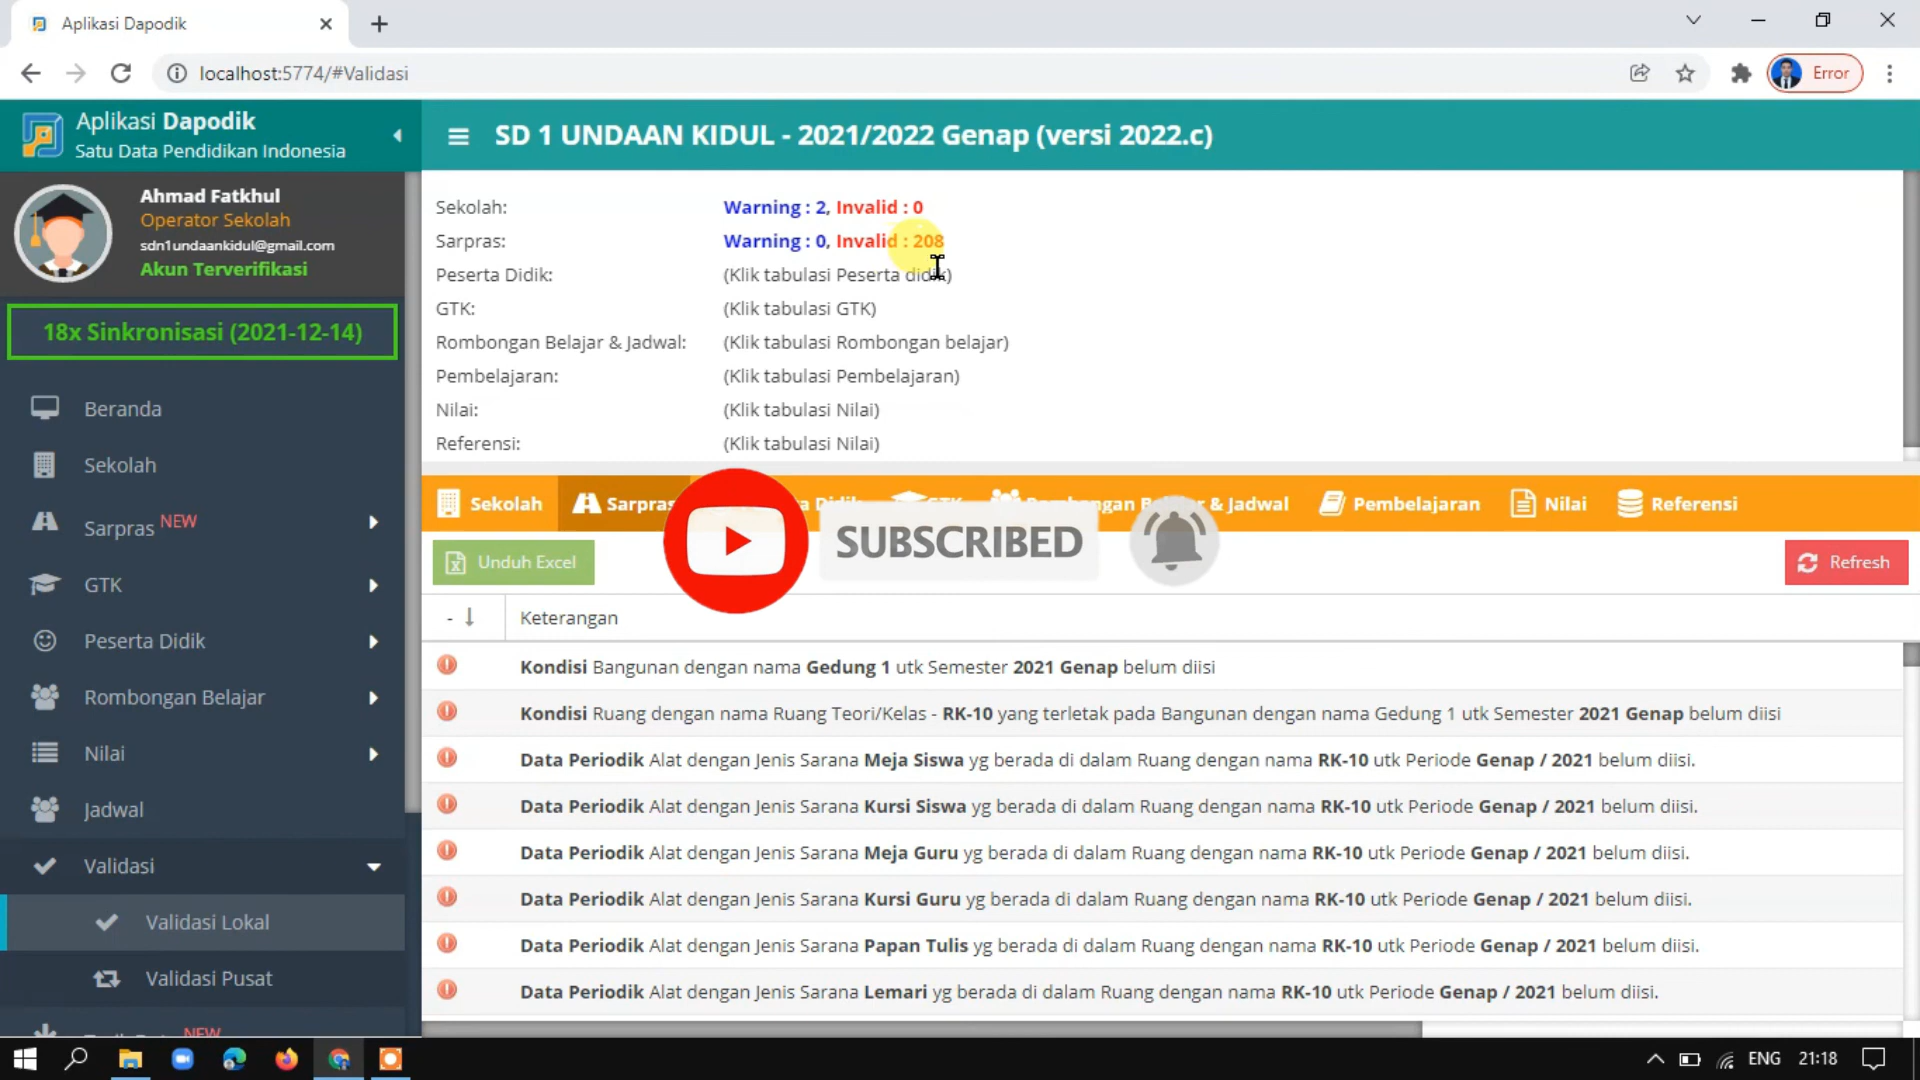 Aplikasi Dapodik
localhost:5774/#Validasi
Error
Aplikasi Dapodik
Satu Data Pendidikan Indonesia
SD 1 UNDAAN KIDUL - 2021/2022 Genap (versi 2022.c)
Ahmad Fatkhul
Operator Sekolah
sdn1undaankidul@gmail.com
Akun Terverifikasi
18x Sinkronisasi (2021-12-14)
Beranda
Sekolah
Sarpras NEW
GTK
Peserta Didik
Rombongan Belajar
Nilai
Jadwal
Validasi
Validasi Lokal
Validasi Pusat
NEW
Sekolah: Warning : 2, Invalid : 0
Sarpras: Warning : 0, Invalid : 208
Peserta Didik: (Klik tabulasi Peserta didik)
GTK: (Klik tabulasi GTK)
Rombongan Belajar & Jadwal: (Klik tabulasi Rombongan belajar)
Pembelajaran: (Klik tabulasi Pembelajaran)
Nilai: (Klik tabulasi Nilai)
Referensi: (Klik tabulasi Nilai)
Sekolah Sarpras Didik GTK Rombongan Belajar & Jadwal Pembelajaran Nilai Referensi
SUBSCRIBED
Unduh Excel
Refresh
- Keterangan
Kondisi Bangunan dengan nama Gedung 1 utk Semester 2021 Genap belum diisi
Kondisi Ruang dengan nama Ruang Teori/Kelas - RK-10 yang terletak pada Bangunan dengan nama Gedung 1 utk Semester 2021 Genap belum diisi
Data Periodik Alat dengan Jenis Sarana Meja Siswa yg berada di dalam Ruang dengan nama RK-10 utk Periode Genap / 2021 belum diisi.
Data Periodik Alat dengan Jenis Sarana Kursi Siswa yg berada di dalam Ruang dengan nama RK-10 utk Periode Genap / 2021 belum diisi.
Data Periodik Alat dengan Jenis Sarana Meja Guru yg berada di dalam Ruang dengan nama RK-10 utk Periode Genap / 2021 belum diisi.
Data Periodik Alat dengan Jenis Sarana Kursi Guru yg berada di dalam Ruang dengan nama RK-10 utk Periode Genap / 2021 belum diisi.
Data Periodik Alat dengan Jenis Sarana Papan Tulis yg berada di dalam Ruang dengan nama RK-10 utk Periode Genap / 2021 belum diisi.
Data Periodik Alat dengan Jenis Sarana Lemari yg berada di dalam Ruang dengan nama RK-10 utk Periode Genap / 2021 belum diisi.
ENG 21:18